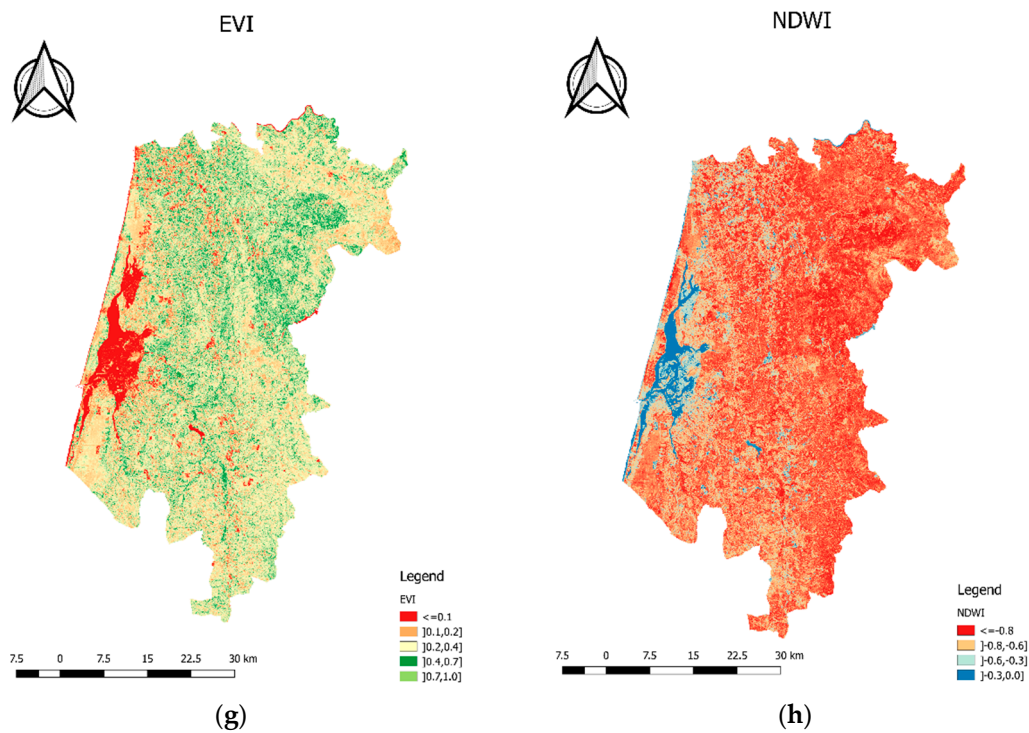 EVI
NDWI
Legend
EVI
<=0.1
]0.1,0.2]
]0.2,0.4]
]0.4,0.7]
]0.7,1.0]
7.5 0 7.5 15 22.5 30 km
(g)
Legend
NDWI
<=-0.8
]-0.8,-0.6]
]-0.6,-0.3]
]-0.3,0.0]
7.5 0 7.5 15 22.5 30 km
(h)